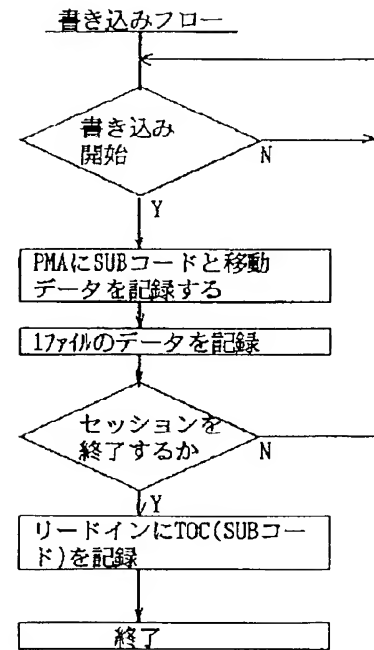 書き込みフロー
書き込み
開始
N
Y
PMAにSUBコードと移動
データを記録する
1ファイルのデータを記録
セッションを
終了するか
N
Y
リードインにTOC(SUBコー
ド)を記録
終了